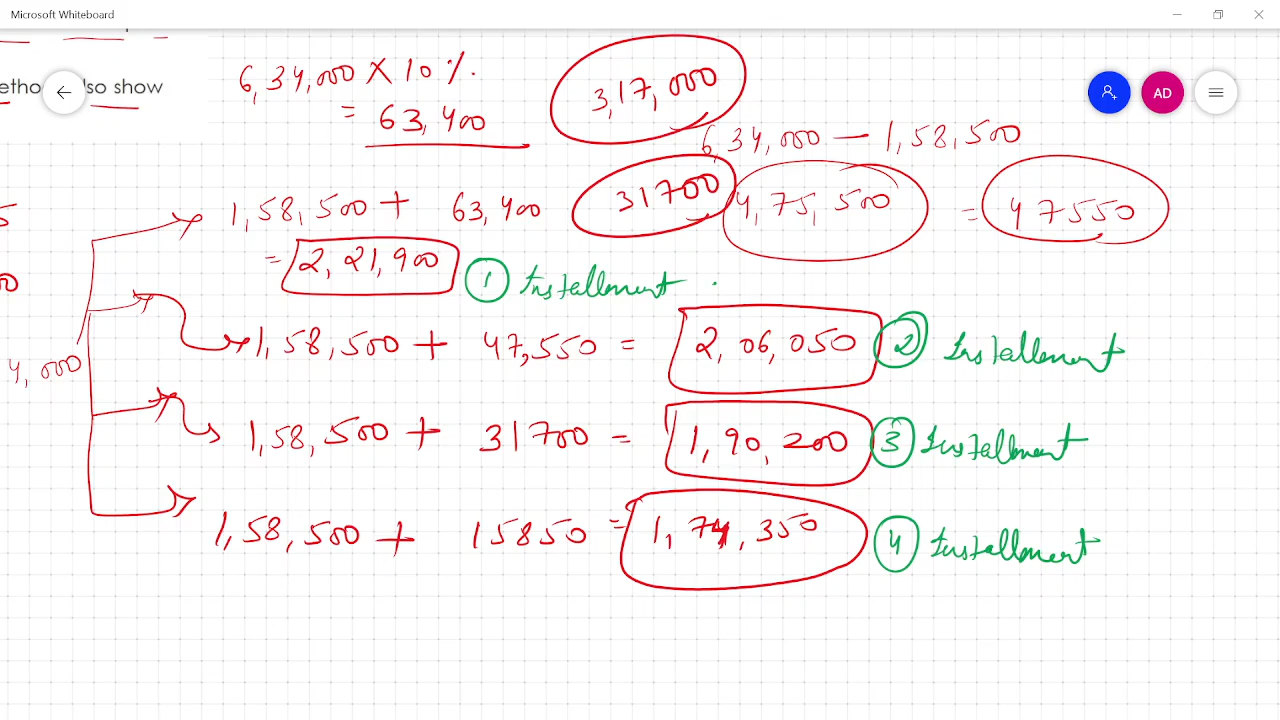 Microsoft Whiteboard
6,34,000 X 10 %.
= 63,400
3,17,000
lso show
AD
6,34,000 — 1,58,500
1,58,500 + 63,400
31700
4,75,500 = 47550
= 2,21,900
1 Installment
1,58,500 + 47,550 = 2,06,050 2 Installment
4,000
1,58,500 + 31700 = 1,90,200 3 Installment
1,58,500 + 15850 = 1,74,350 4 Installment